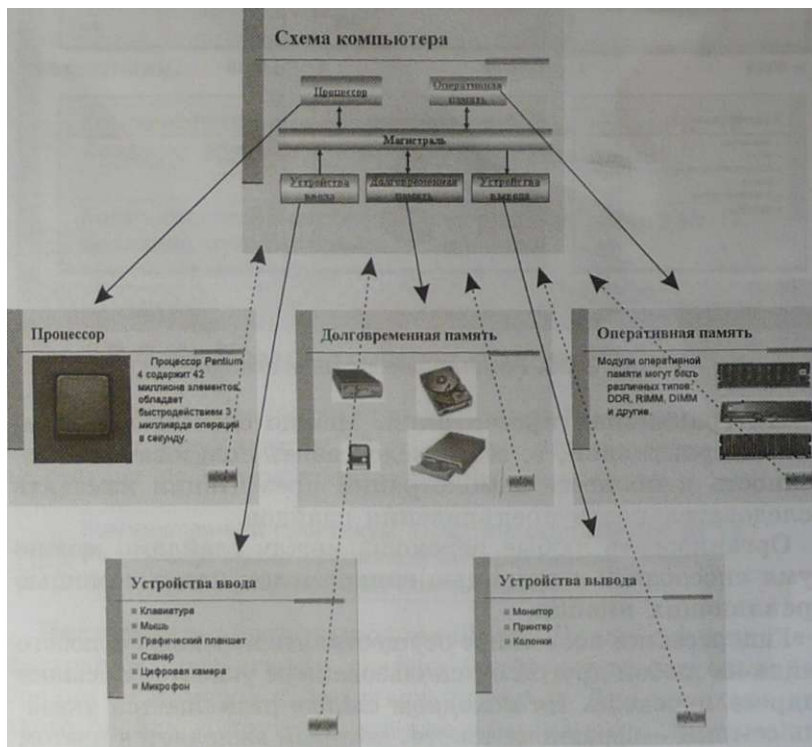 Схема компьютера
Процессор
Оперативная
память
Магистраль
Устройства
ввода
Долговременная
память
Устройства
вывода
Процессор
Процессор Pentium
4 содержит 42
миллиона элементов,
обладает
быстродействием 3
миллиарда операций
в секунду.
Долговременная память
Оперативная память
Модули оперативной
памяти могут быть
различных типов:
DDR, RIMM, DIMM
и другие.
Устройства ввода
Клавиатура
Мышь
Графический планшет
Сканер
Цифровая камера
Микрофон
Устройства вывода
Монитор
Принтер
Колонки